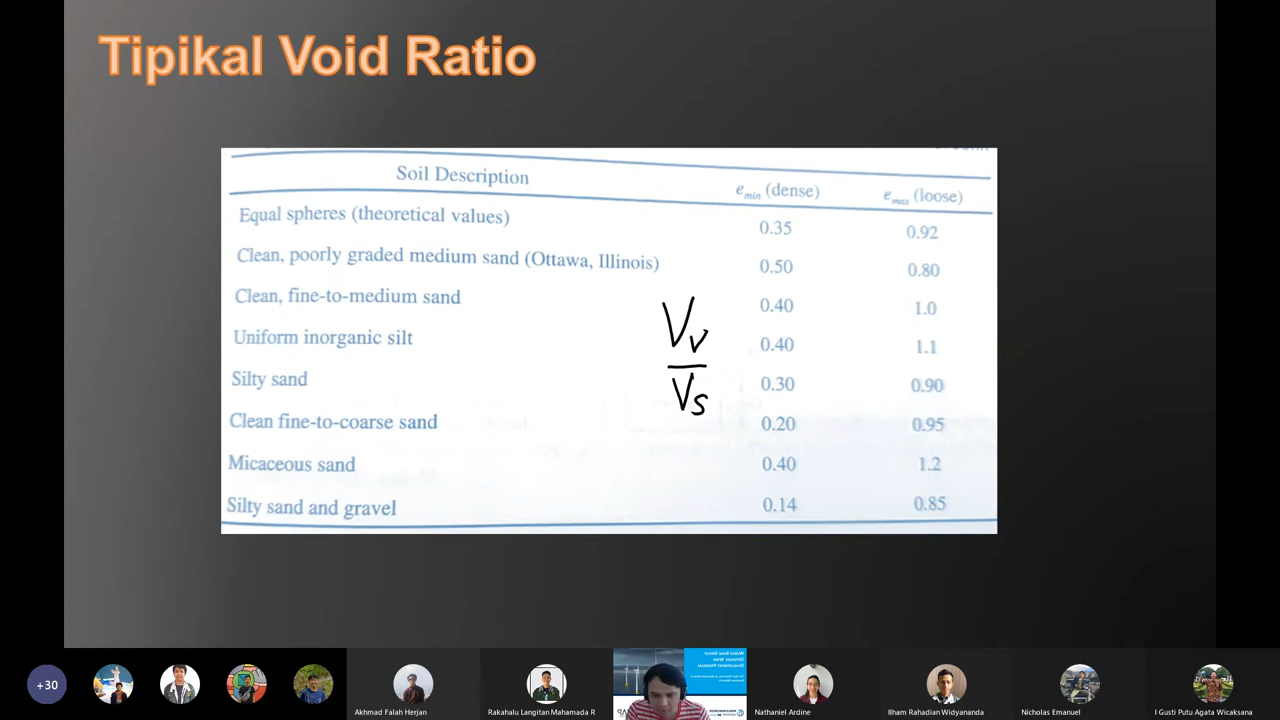 Tipikal Void Ratio
Soil Description e_min (dense) e_max (loose)
Equal spheres (theoretical values) 0.35 0.92
Clean, poorly graded medium sand (Ottawa, Illinois) 0.50 0.80
Clean, fine-to-medium sand 0.40 1.0
Uniform inorganic silt 0.40 1.1
Silty sand 0.30 0.90
Clean fine-to-coarse sand 0.20 0.95
Micaceous sand 0.40 1.2
Silty sand and gravel 0.14 0.85
Vv
Vs
+30
Akhmad Falah Herjan
Rakahalu Langitan Mahamada R
Nathaniel Ardine
Ilham Rahadian Widyananda
Nicholas Emanuel
I Gusti Putu Agata Wicaksana